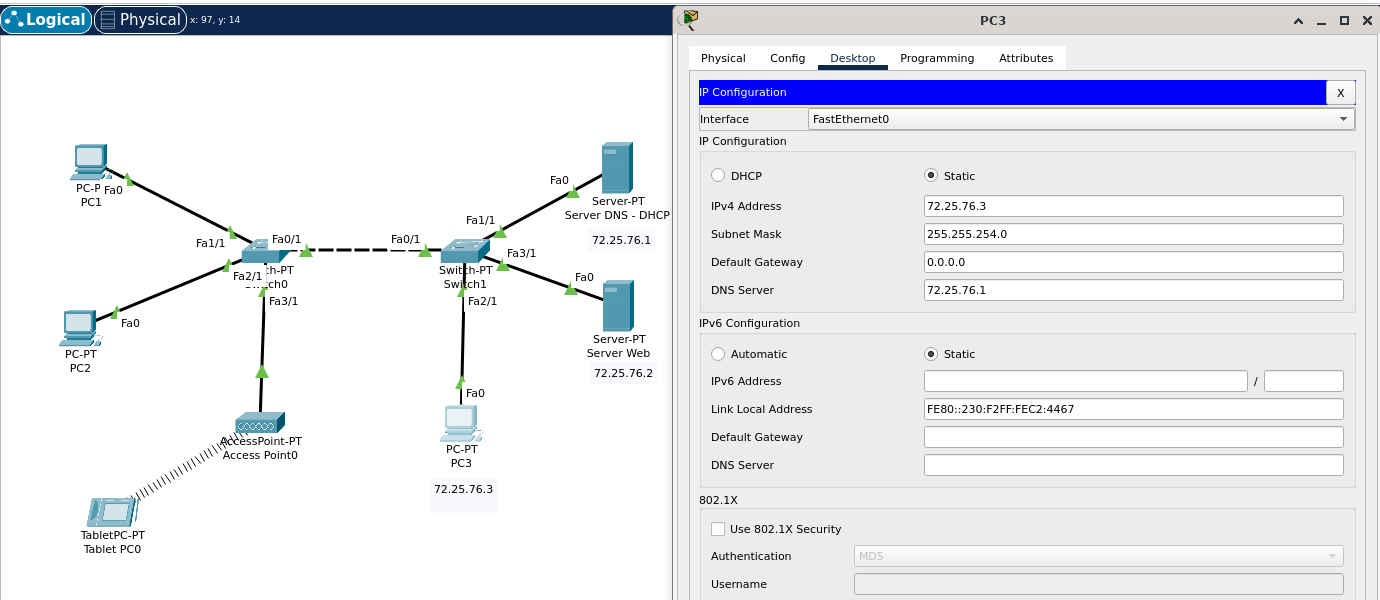 Logical
Physical
x: 97, y: 14
PC-P
Fa0
PC1
Fa1/1
Fa0/1
ch-PT
ch0
Fa2/1
Fa3/1
Fa0
PC-PT
PC2
AccessPoint-PT
Access Point0
TabletPC-PT
Tablet PC0
Fa0/1
Fa1/1
Fa3/1
Switch-PT
Switch1
Fa2/1
Fa0
Server-PT
Server DNS - DHCP
72.25.76.1
Fa0
Server-PT
Server Web
72.25.76.2
Fa0
PC-PT
PC3
72.25.76.3
PC3
Physical
Config
Desktop
Programming
Attributes
IP Configuration
X
Interface
FastEthernet0
IP Configuration
DHCP
Static
IPv4 Address
72.25.76.3
Subnet Mask
255.255.254.0
Default Gateway
0.0.0.0
DNS Server
72.25.76.1
IPv6 Configuration
Automatic
Static
IPv6 Address
/
Link Local Address
FE80::230:F2FF:FEC2:4467
Default Gateway
DNS Server
802.1X
Use 802.1X Security
Authentication
MD5
Username